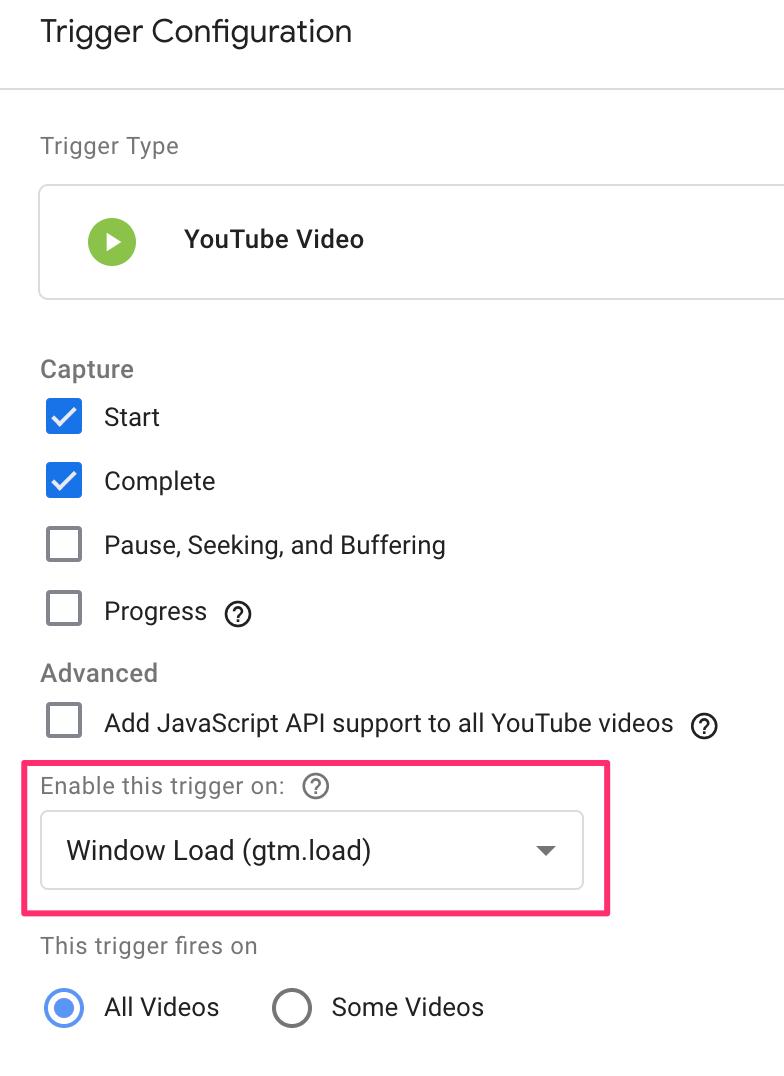 Trigger Configuration
Trigger Type
YouTube Video
Capture
Start
Complete
Pause, Seeking, and Buffering
Progress ?
Advanced
Add JavaScript API support to all YouTube videos ?
Enable this trigger on: ?
Window Load (gtm.load)
This trigger fires on
All Videos Some Videos